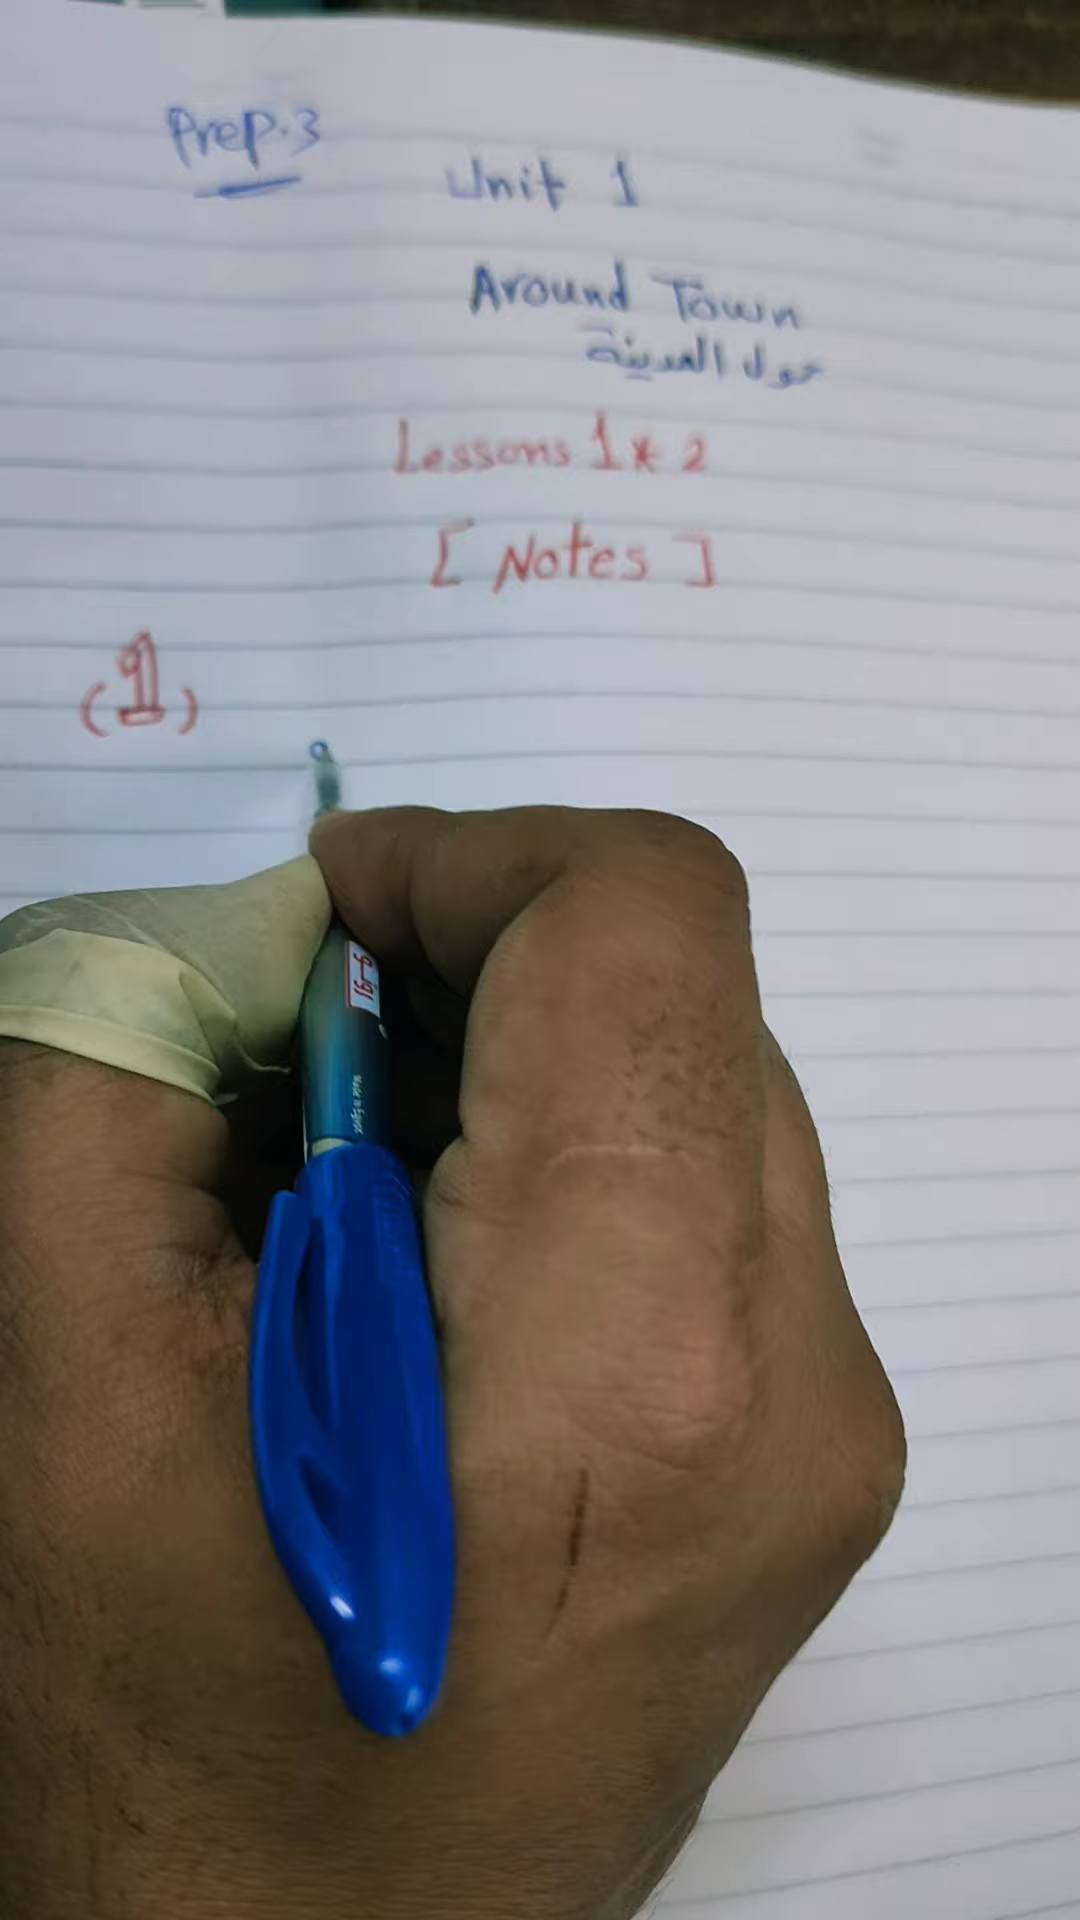 Prep.3
Unit 1
Around Town
حول المدينة
Lessons 1 * 2
[ Notes ]
(1)